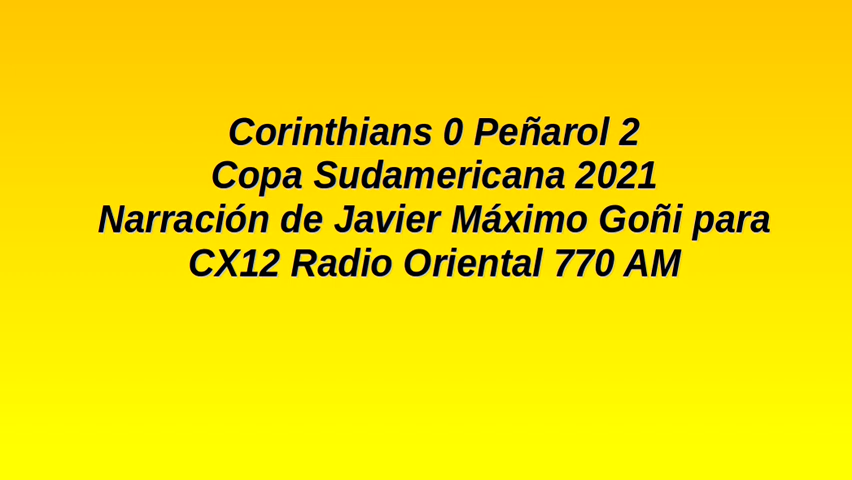 Corinthians 0 Peñarol 2
Copa Sudamericana 2021
Narración de Javier Máximo Goñi para
CX12 Radio Oriental 770 AM